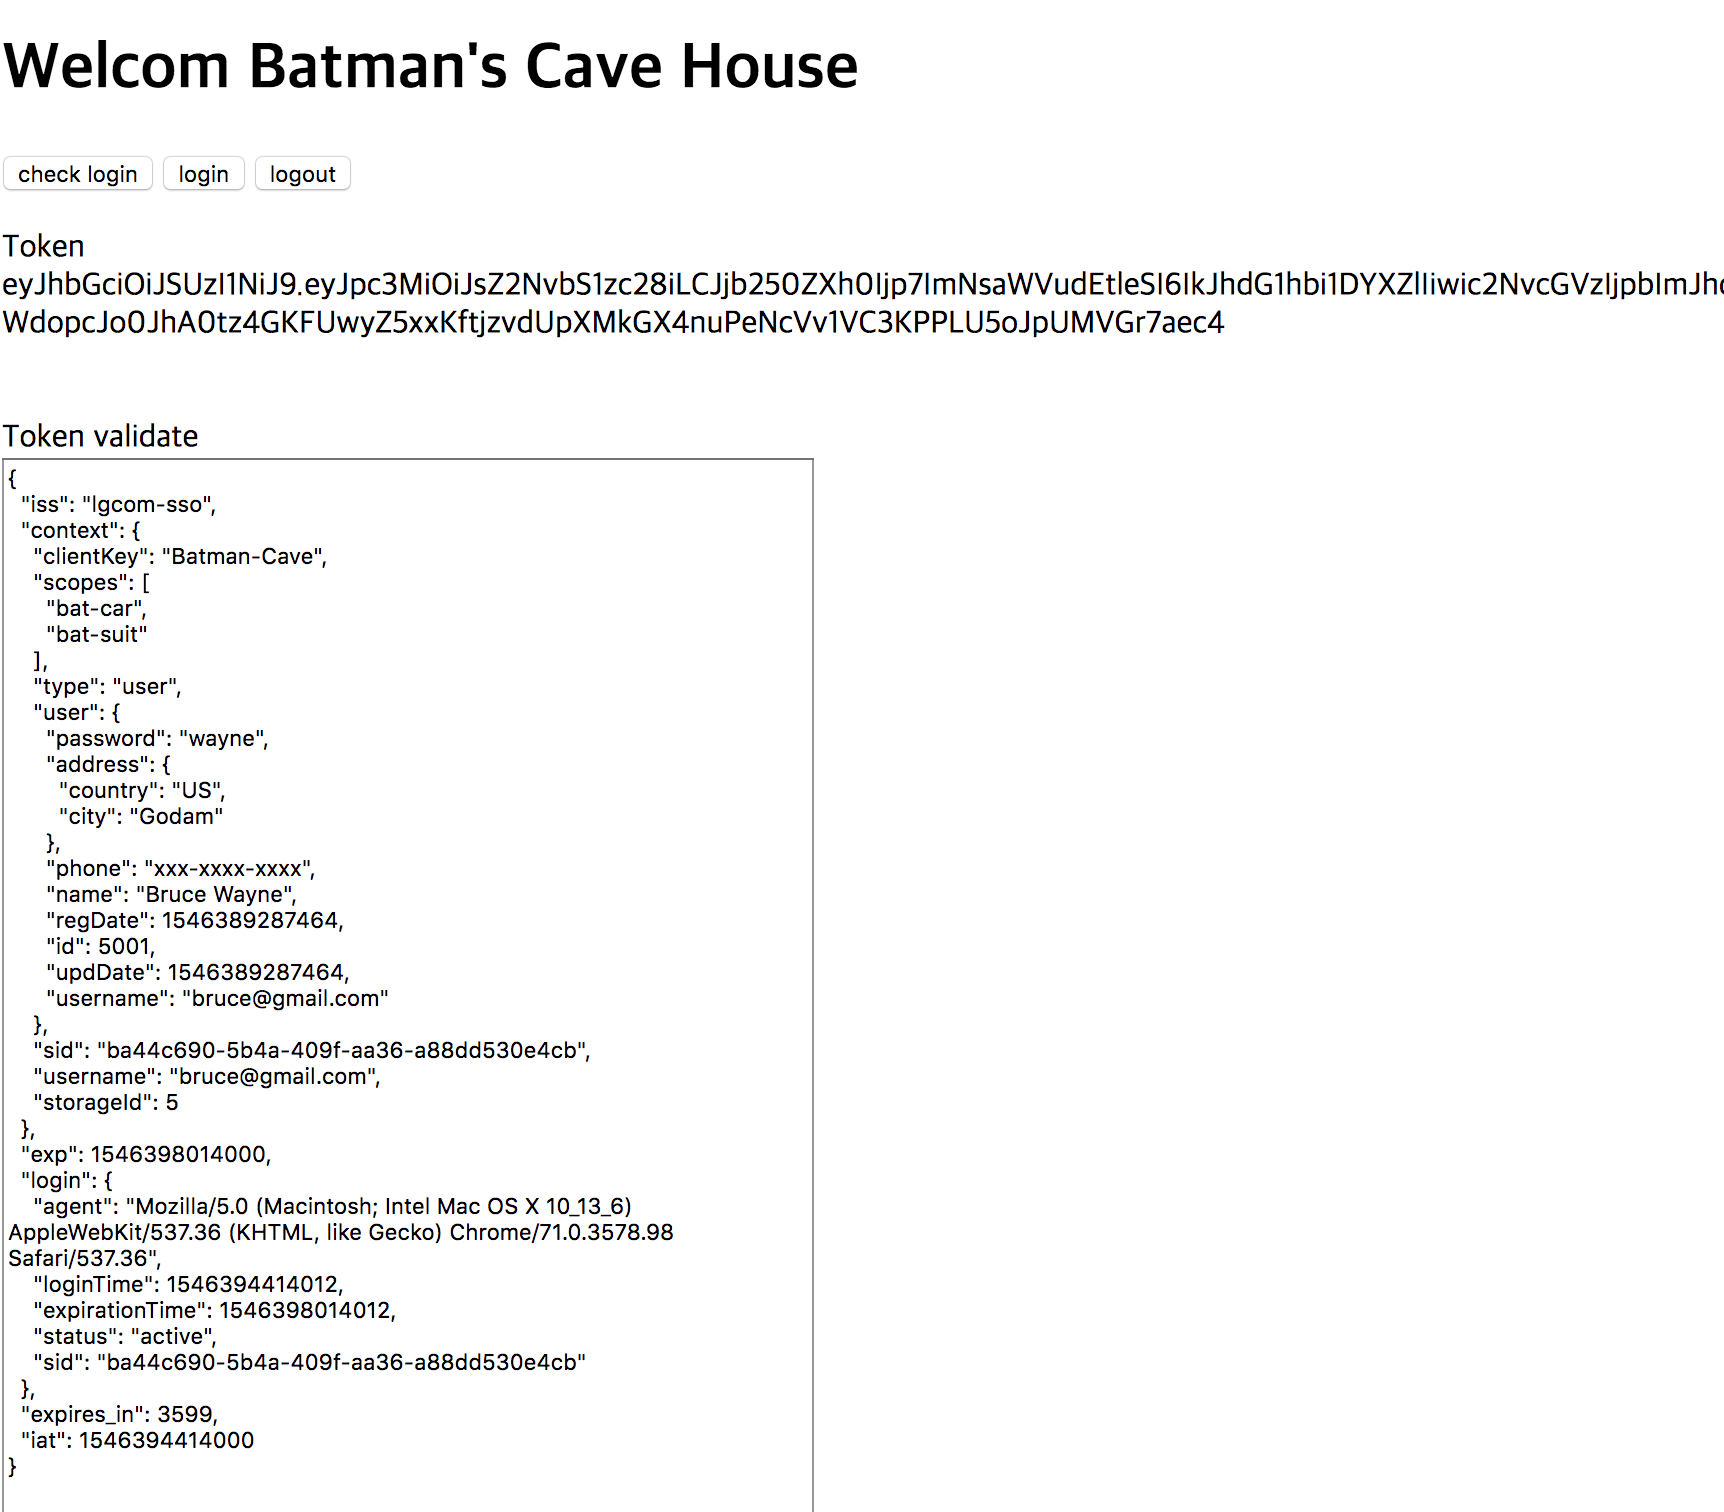 Welcom Batman's Cave House
check login login logout
Token
eyJhbGciOiJSUzI1NiJ9.eyJpc3MiOiJsZ2NvbS1zc28iLCJjb250ZXh0Ijp7ImNsaWVudEtleSI6IkJhdG1hbi1DYXZlIiwic2NvcGVzIjpbImJhd
WdopcJo0JhA0tz4GKFUwyZ5xxKftjzvdUpXMkGX4nuPeNcVv1VC3KPPLU5oJpUMVGr7aec4
Token validate
{
"iss": "lgcom-sso",
"context": {
"clientKey": "Batman-Cave",
"scopes": [
"bat-car",
"bat-suit"
],
"type": "user",
"user": {
"password": "wayne",
"address": {
"country": "US",
"city": "Godam"
},
"phone": "xxx-xxxx-xxxx",
"name": "Bruce Wayne",
"regDate": 1546389287464,
"id": 5001,
"updDate": 1546389287464,
"username": "bruce@gmail.com"
},
"sid": "ba44c690-5b4a-409f-aa36-a88dd530e4cb",
"username": "bruce@gmail.com",
"storageId": 5
},
"exp": 1546398014000,
"login": {
"agent": "Mozilla/5.0 (Macintosh; Intel Mac OS X 10_13_6)
AppleWebKit/537.36 (KHTML, like Gecko) Chrome/71.0.3578.98
Safari/537.36",
"loginTime": 1546394414012,
"expirationTime": 1546398014012,
"status": "active",
"sid": "ba44c690-5b4a-409f-aa36-a88dd530e4cb"
},
"expires_in": 3599,
"iat": 1546394414000
}